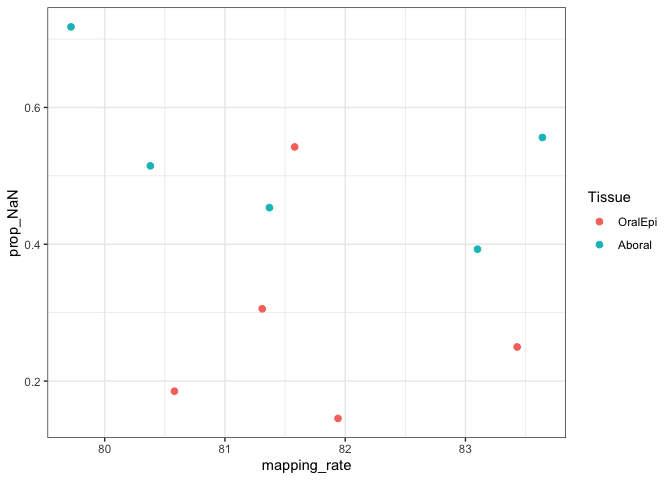 prop_NaN
0.6
0.4
0.2
80
81
82
83
mapping_rate
Tissue
OralEpi
Aboral